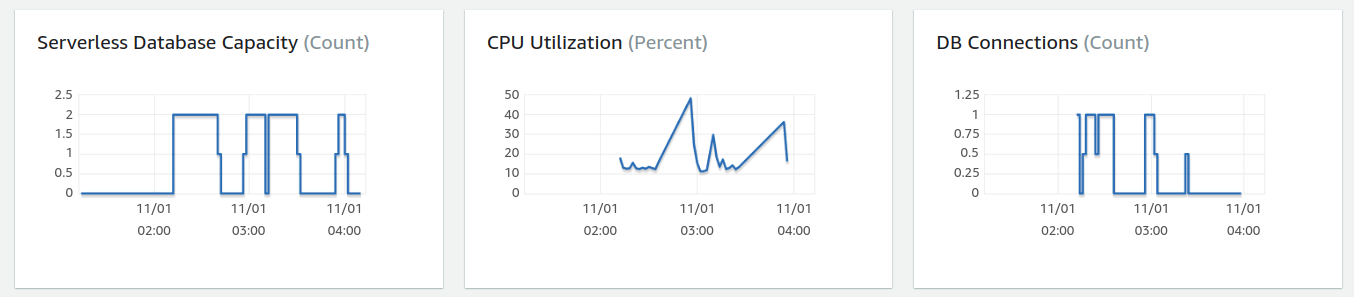 Serverless Database Capacity (Count)
2.5
2
1.5
1
0.5
0
11/01 11/01 11/01
02:00 03:00 04:00
CPU Utilization (Percent)
50
40
30
20
10
0
11/01 11/01 11/01
02:00 03:00 04:00
DB Connections (Count)
1.25
1
0.75
0.5
0.25
0
11/01 11/01 11/01
02:00 03:00 04:00